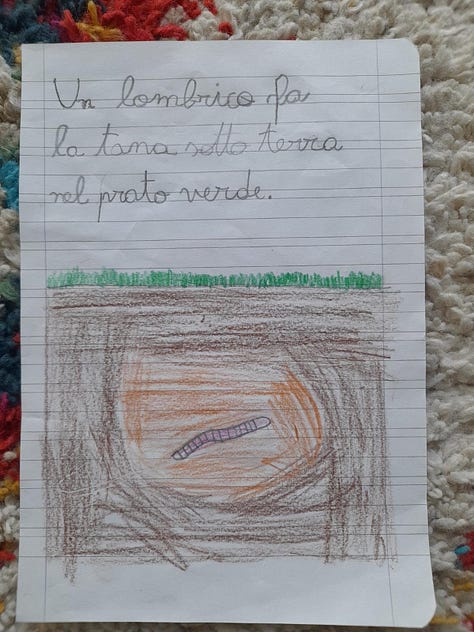 Un lombrico fa
la tana sotto terra
nel prato verde.